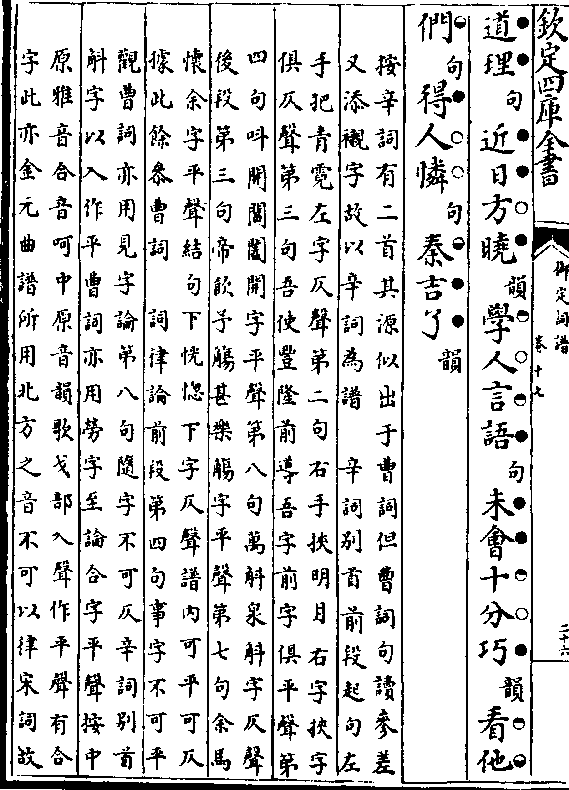 欽定四庫全書
御定詞譜
卷十七
二十六
道理句近日方曉韻學人言語句未會十分巧韻看他
們句得人憐句秦吉了韻
按辛詞有二首其源似出于曹詞但曹詞句讀參差
又添襯字故以辛詞為譜 辛詞别首前段起句左
手把青霓左字仄聲第二句右手挾明月右字挾字
俱仄聲第三句吾使豐隆前導吾字前字俱平聲第
四句呌開閶闔開字平聲第八句萬斛泉斛字仄聲
後段第三句帝飲予觴甚樂觴字平聲第七句余馬
懷余字平聲結句下恍惚下字仄聲譜内可平可仄
據此餘叅曹詞 詞律論前段第四句事字不可平
觀曹詞亦用見字論第八句隨字不可仄辛詞别首
斛字以入作平曹詞亦用勞字至論合字平聲按中
原雅音合音呵中原音韻歌戈部入聲作平聲有合
字此亦金元曲譜所用北方之音不可以律宋詞故